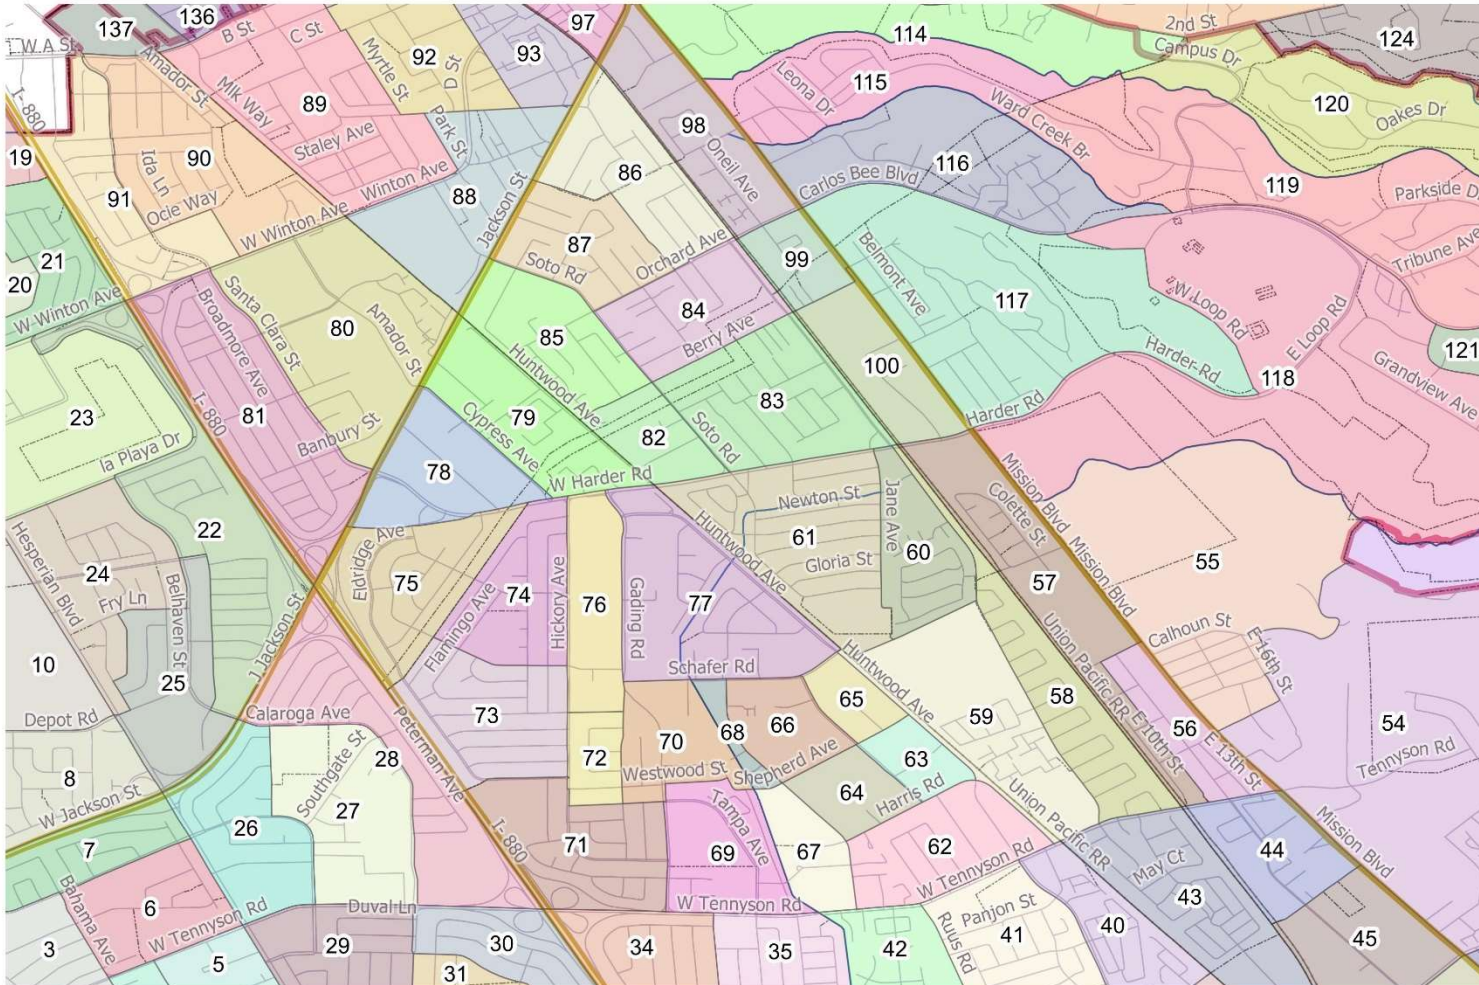 137
136
97
2nd St
114
124
W A St
B St
C St
92
93
Campus Dr
Amador St
Myrtle St
D St
115
Leona Dr
I- 880
Mlk Way
89
120
Oakes Dr
Ward Creek Br
Park St
98
Staley Ave
19
90
Ida Ln
Oneil Ave
116
86
Winton Ave
Carlos Bee Blvd
119
91
Ocie Way
88
Parkside D
Jackson St
W Winton Ave
87
Orchard Ave
Tribune Ave
21
Soto Rd
99
Belmont Ave
20
W Winton Ave
Santa Clara St
Broadmore Ave
117
W Loop Rd
80
Amador St
84
85
Berry Ave
E Loop Rd
Harder Rd
121
Huntwood Ave
100
118
Grandview Ave
I- 880
23
81
79
83
Cypress Ave
Harder Rd
Banbury St
82
Soto Rd
la Playa Dr
78
W Harder Rd
Mission Blvd
Newton St
Jane Ave
Colette St
Hesperian Blvd
22
Eldridge Ave
Huntwood Ave
61
60
Mission Blvd
24
Gloria St
55
Belhaven St
75
74
Hickory Ave
76
Gading Rd
77
57
Fry Ln
Flamingo Ave
J Jackson St
Union Pacific RR
Calhoun St
E 16th St
10
Schafer Rd
Huntwood Ave
25
58
Depot Rd
Calaroga Ave
73
65
59
54
Peterman Ave
66
68
56
70
E 10th St
E 13th St
Southgate St
28
72
63
Tennyson Rd
8
Westwood St
Shepherd Ave
W Jackson St
64
Harris Rd
27
Union Pacific RR
Tampa Ave
Mission Blvd
26
7
I- 880
71
69
67
62
44
W Tennyson Rd
May Ct
Bahama Ave
43
6
Duval Ln
W Tennyson Rd
Panjon St
W Tennyson Rd
Ruus Rd
40
3
29
30
34
35
42
41
45
5
31